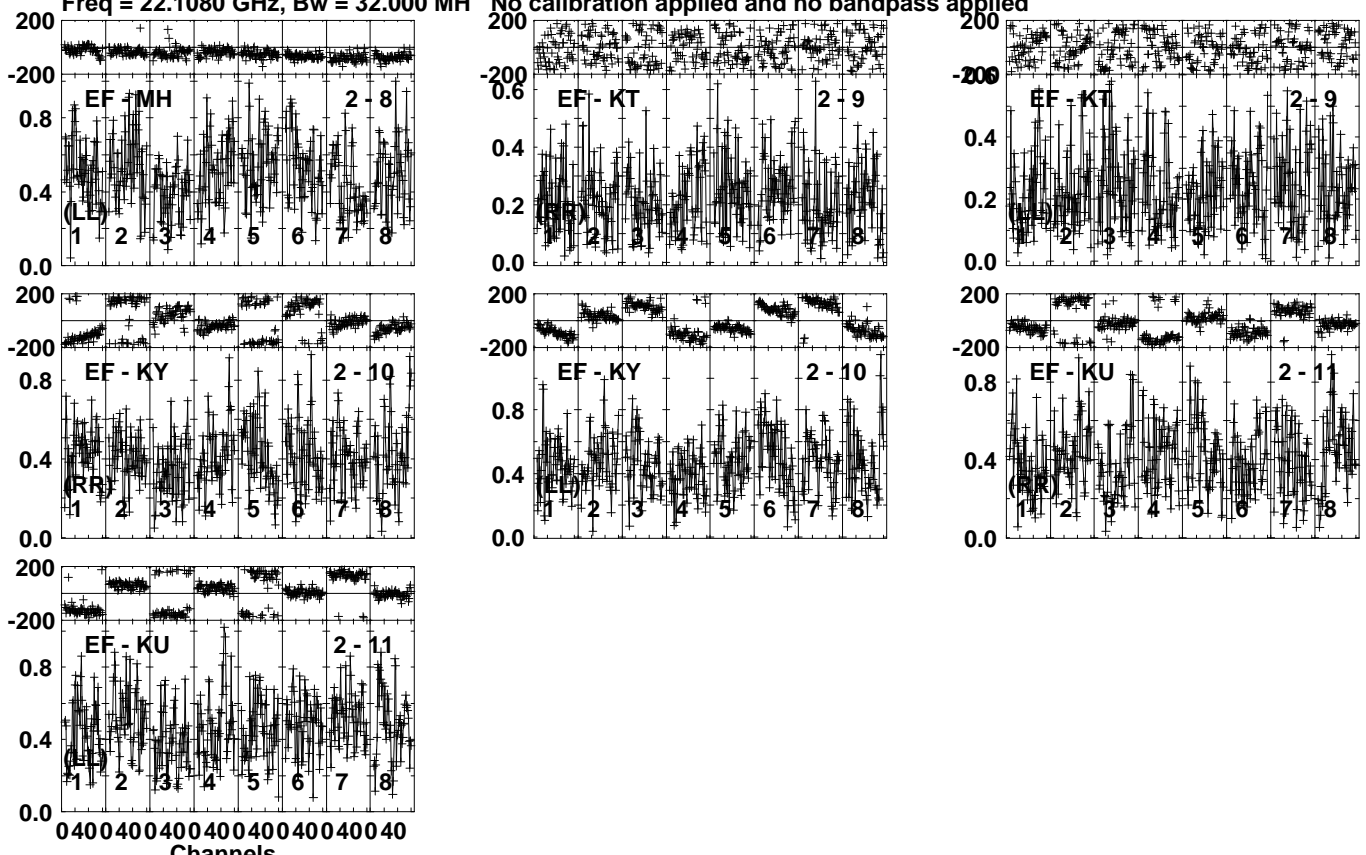 Freq = 22.1080 GHz, Bw = 32.000 MH No calibration applied and no bandpass applied
200
-200
EF - MH 2 - 8
0.8
0.4
0.0
(LL)
1 2 3 4 5 6 7 8
200
-200
EF - KT 2 - 9
0.6
0.4
0.2
0.0
(RR)
1 2 3 4 5 6 7 8
200
-200
EF - KT 2 - 9
0.6
0.4
0.2
0.0
(LL)
1 2 3 4 5 6 7 8
200
-200
EF - KY 2 - 10
0.8
0.4
0.0
(RR)
1 2 3 4 5 6 7 8
200
-200
EF - KY 2 - 10
0.8
0.4
0.0
(LL)
1 2 3 4 5 6 7 8
200
-200
EF - KU 2 - 11
0.8
0.4
0.0
(RR)
1 2 3 4 5 6 7 8
200
-200
EF - KU 2 - 11
0.8
0.4
0.0
(LL)
1 2 3 4 5 6 7 8
0 40 0 40 0 40 0 40 0 40 0 40 0 40 0 40
Channels